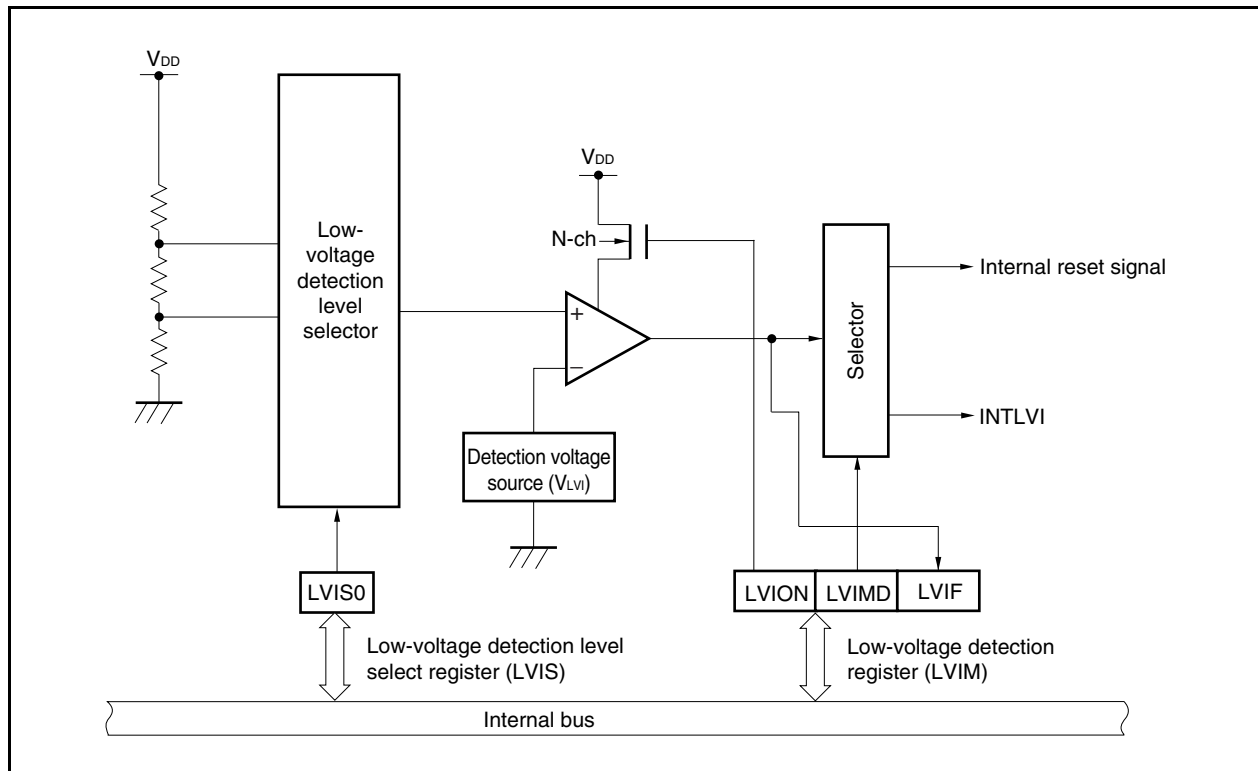 VDD
Low-
voltage
detection
level
selector
VDD
N-ch
+
−
Detection voltage
source (VLVI)
Selector
Internal reset signal
INTLVI
LVIS0
LVION
LVIMD
LVIF
Low-voltage detection level
select register (LVIS)
Low-voltage detection
register (LVIM)
Internal bus